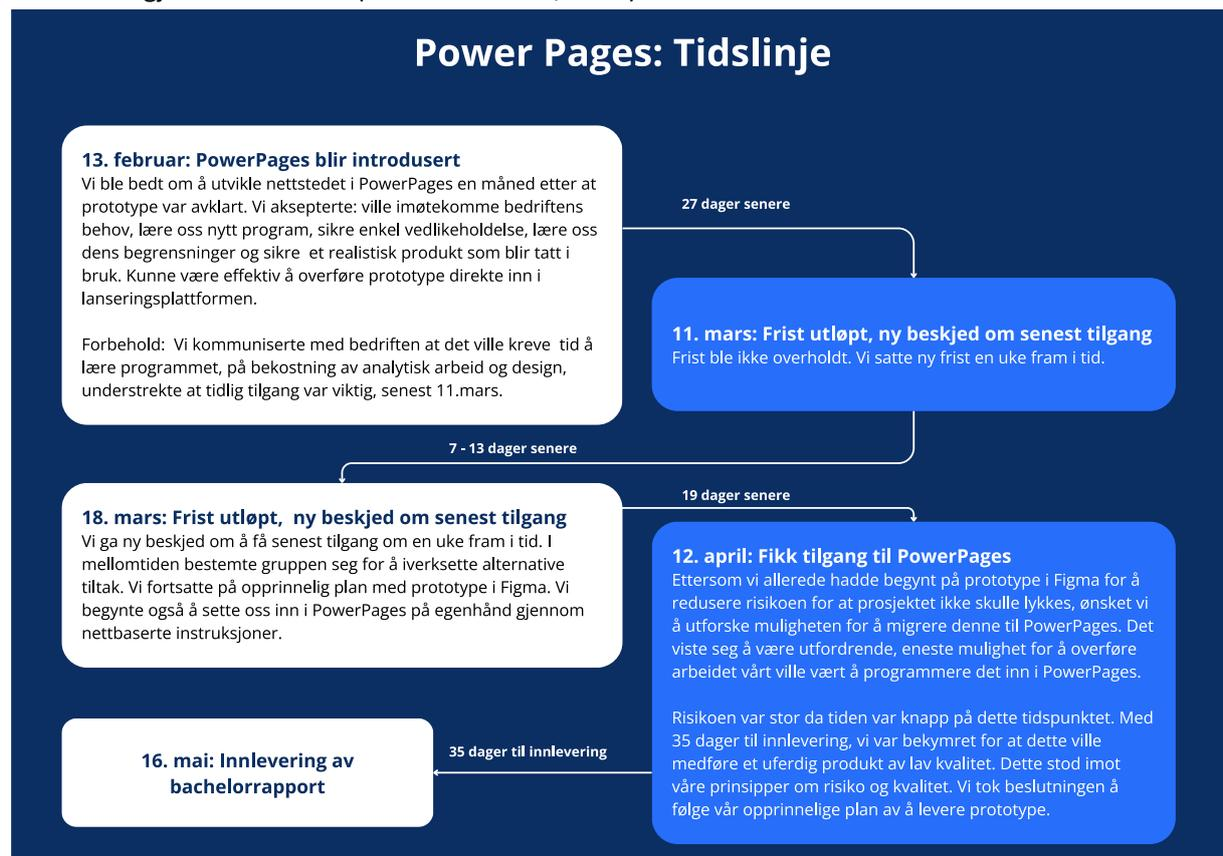 Power Pages: Tidslinje
13. februar: PowerPages blir introdusert
Vi ble bedt om å utvikle nettstedet i PowerPages en måned etter at
prototype var avklart. Vi aksepterte: ville imøtekomme bedriftens
behov, lære oss nytt program, sikre enkel vedlikeholdelse, lære oss
dens begrensninger og sikre  et realistisk produkt som blir tatt i
bruk. Kunne være effektiv å overføre prototype direkte inn i
lanseringsplattformen.
Forbehold:  Vi kommuniserte med bedriften at det ville kreve  tid å
lære programmet, på bekostning av analytisk arbeid og design,
understrekte at tidlig tilgang var viktig, senest 11.mars.
27 dager senere
11. mars: Frist utløpt, ny beskjed om senest tilgang
Frist ble ikke overholdt. Vi satte ny frist en uke fram i tid.
7 - 13 dager senere
18. mars: Frist utløpt,  ny beskjed om senest tilgang
Vi ga ny beskjed om å få senest tilgang om en uke fram i tid. I
mellomtiden bestemte gruppen seg for å iverksette alternative
tiltak. Vi fortsatte på opprinnelig plan med prototype i Figma. Vi
begynte også å sette oss inn i PowerPages på egenhånd gjennom
nettbaserte instruksjoner.
19 dager senere
12. april: Fikk tilgang til PowerPages
Ettersom vi allerede hadde begynt på prototype i Figma for å
redusere risikoen for at prosjektet ikke skulle lykkes, ønsket vi
å utforske muligheten for å migrere denne til PowerPages. Det
viste seg å være utfordrende, eneste mulighet for å overføre
arbeidet vårt ville vært å programmere det inn i PowerPages.
Risikoen var stor da tiden var knapp på dette tidspunktet. Med
35 dager til innlevering, vi var bekymret for at dette ville
medføre et uferdig produkt av lav kvalitet. Dette stod imot
våre prinsipper om risiko og kvalitet. Vi tok beslutningen å
følge vår opprinnelige plan av å levere prototype.
35 dager til innlevering
16. mai: Innlevering av
bachelorrapport